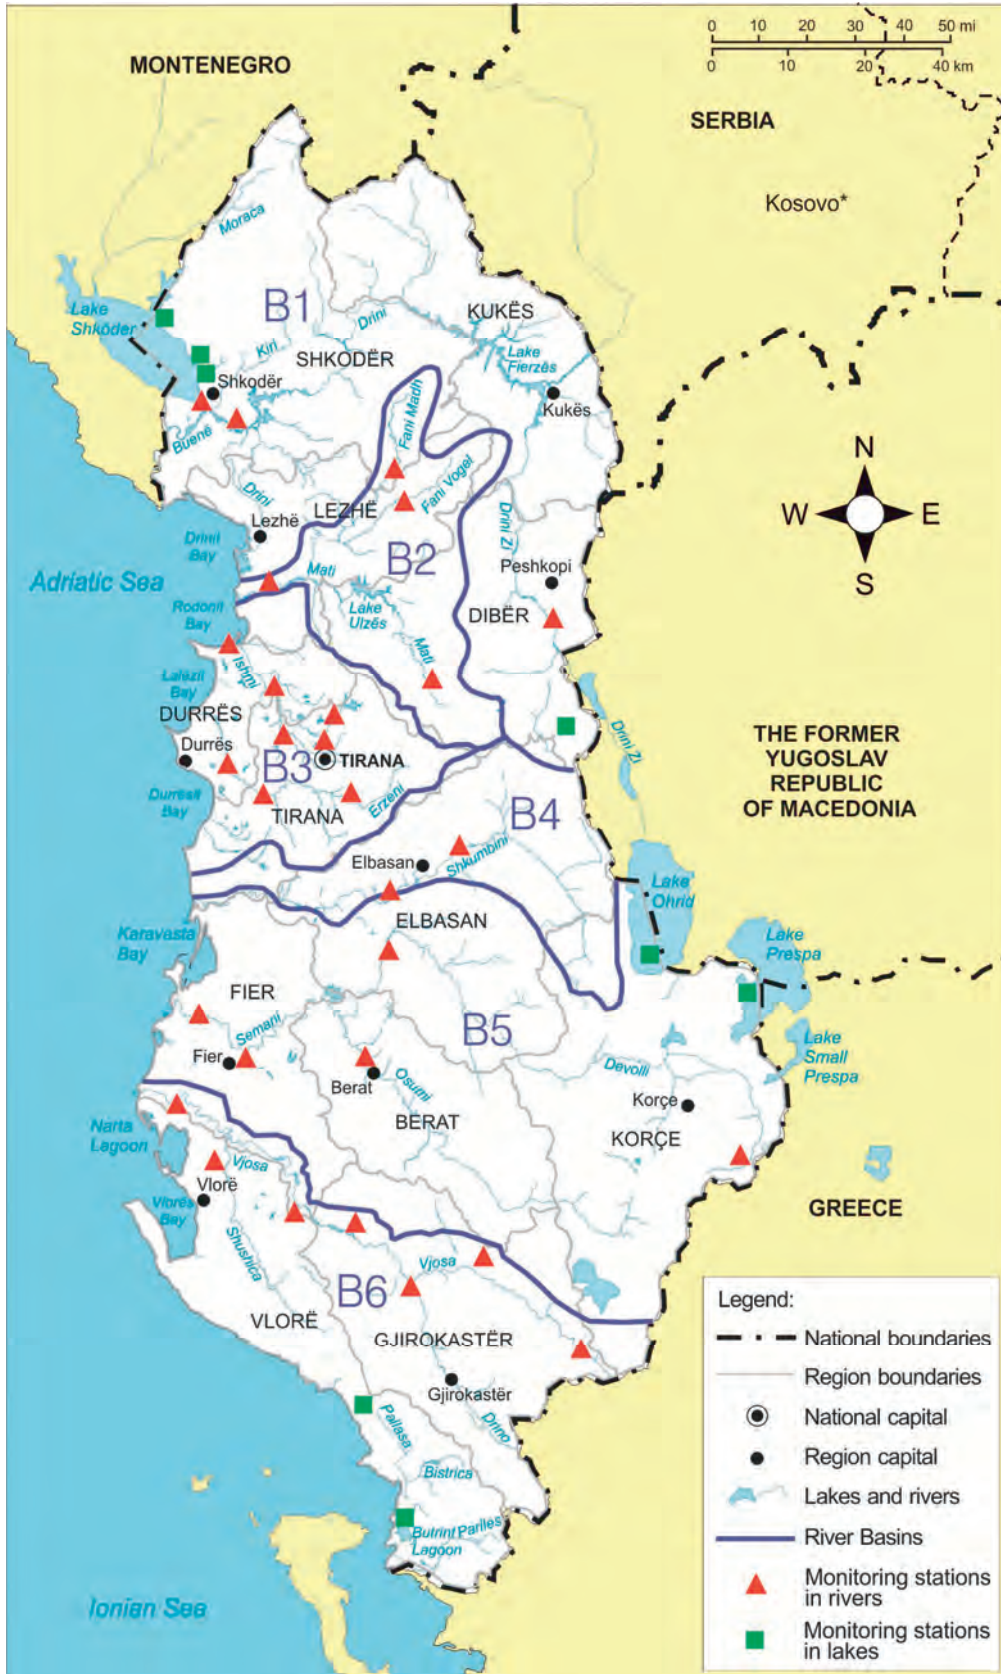 MONTENEGRO
0 10 20 30 40 50 mi
0 10 20 40 km
SERBIA
Kosovo*
Moraca
Lake
Shkóder
B1
Drini
KUKËS
Kiri
SHKODËR
Lake
Fierzës
Shkodër
Kukës
Buenë
Fani Madh
Fani Vogel
Drini
LEZHË
Lezhë
Drini Zi
N
W
E
S
Drinit
Bay
B2
Adriatic Sea
Mati
Peshkopi
Rodonit
Bay
Lake
Ulzës
DIBËR
Ishmi
Mati
Lalëzit
Bay
DURRËS
Durrës
Drini Zi
THE FORMER
YUGOSLAV
REPUBLIC
OF MACEDONIA
B3
TIRANA
Durrësit
Bay
TIRANA
Erzeni
B4
Elbasan
Shkumbini
Lake
Ohrid
ELBASAN
Karavasta
Bay
Lake
Prespa
FIER
Semani
B5
Fier
Devolli
Lake
Small
Prespa
Berat
Osumi
Korçe
BERAT
KORÇE
Narta
Lagoon
Vjosa
Vlorë
Vlorës
Bay
GREECE
Shushica
Vjosa
B6
VLORË
GJIROKASTËR
Gjirokastër
Drino
Pallasa
Bistrica
Butrint
Lagoon
Parilës
Ionian Sea
Legend:
National boundaries
Region boundaries
National capital
Region capital
Lakes and rivers
River Basins
Monitoring stations
in rivers
Monitoring stations
in lakes